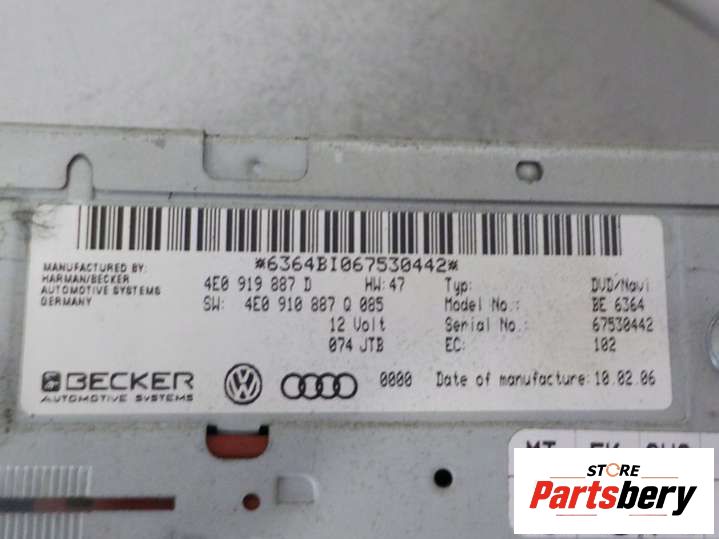 *6364BI067530442*
MANUFACTURED BY:
HARMAN/BECKER
AUTOMOTIVE SYSTEMS
GERMANY
4E0 919 887 D HW:47
SW: 4E0 910 887 Q 085
12 Volt
074 JTB
Typ: DVD/Navi
Model No.: BE 6364
Serial No.: 67530442
EC: 102
BECKER
AUTOMOTIVE SYSTEMS
0000 Date of manufacture: 10.02.06
STORE
Partsbery